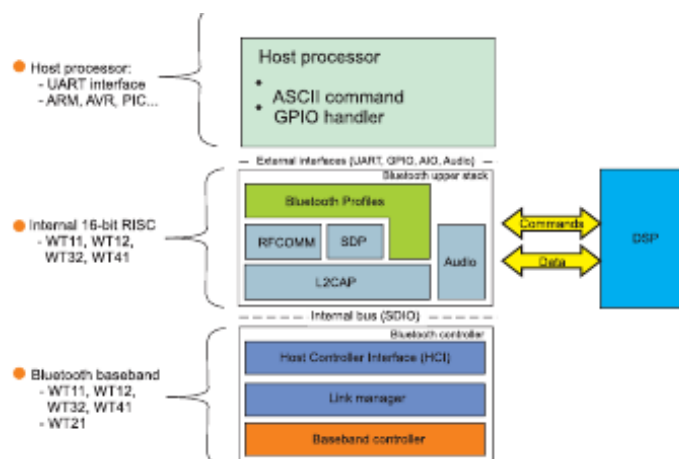 Host processor:
- UART interface
- ARM, AVR, PIC...
Host processor
ASCII command
GPIO handler
External interfaces (UART, GPIO, AIO, Audio)
Bluetooth upper stack
Internal 16-bit RISC
- WT11, WT12,
WT32, WT41
Bluetooth Profiles
RFCOMM
SDP
Audio
L2CAP
Commands
Data
DSP
Internal bus (SDIO)
Bluetooth controller
Bluetooth baseband
- WT11, WT12,
WT32, WT41
- WT21
Host Controller Interface (HCI)
Link manager
Baseband controller